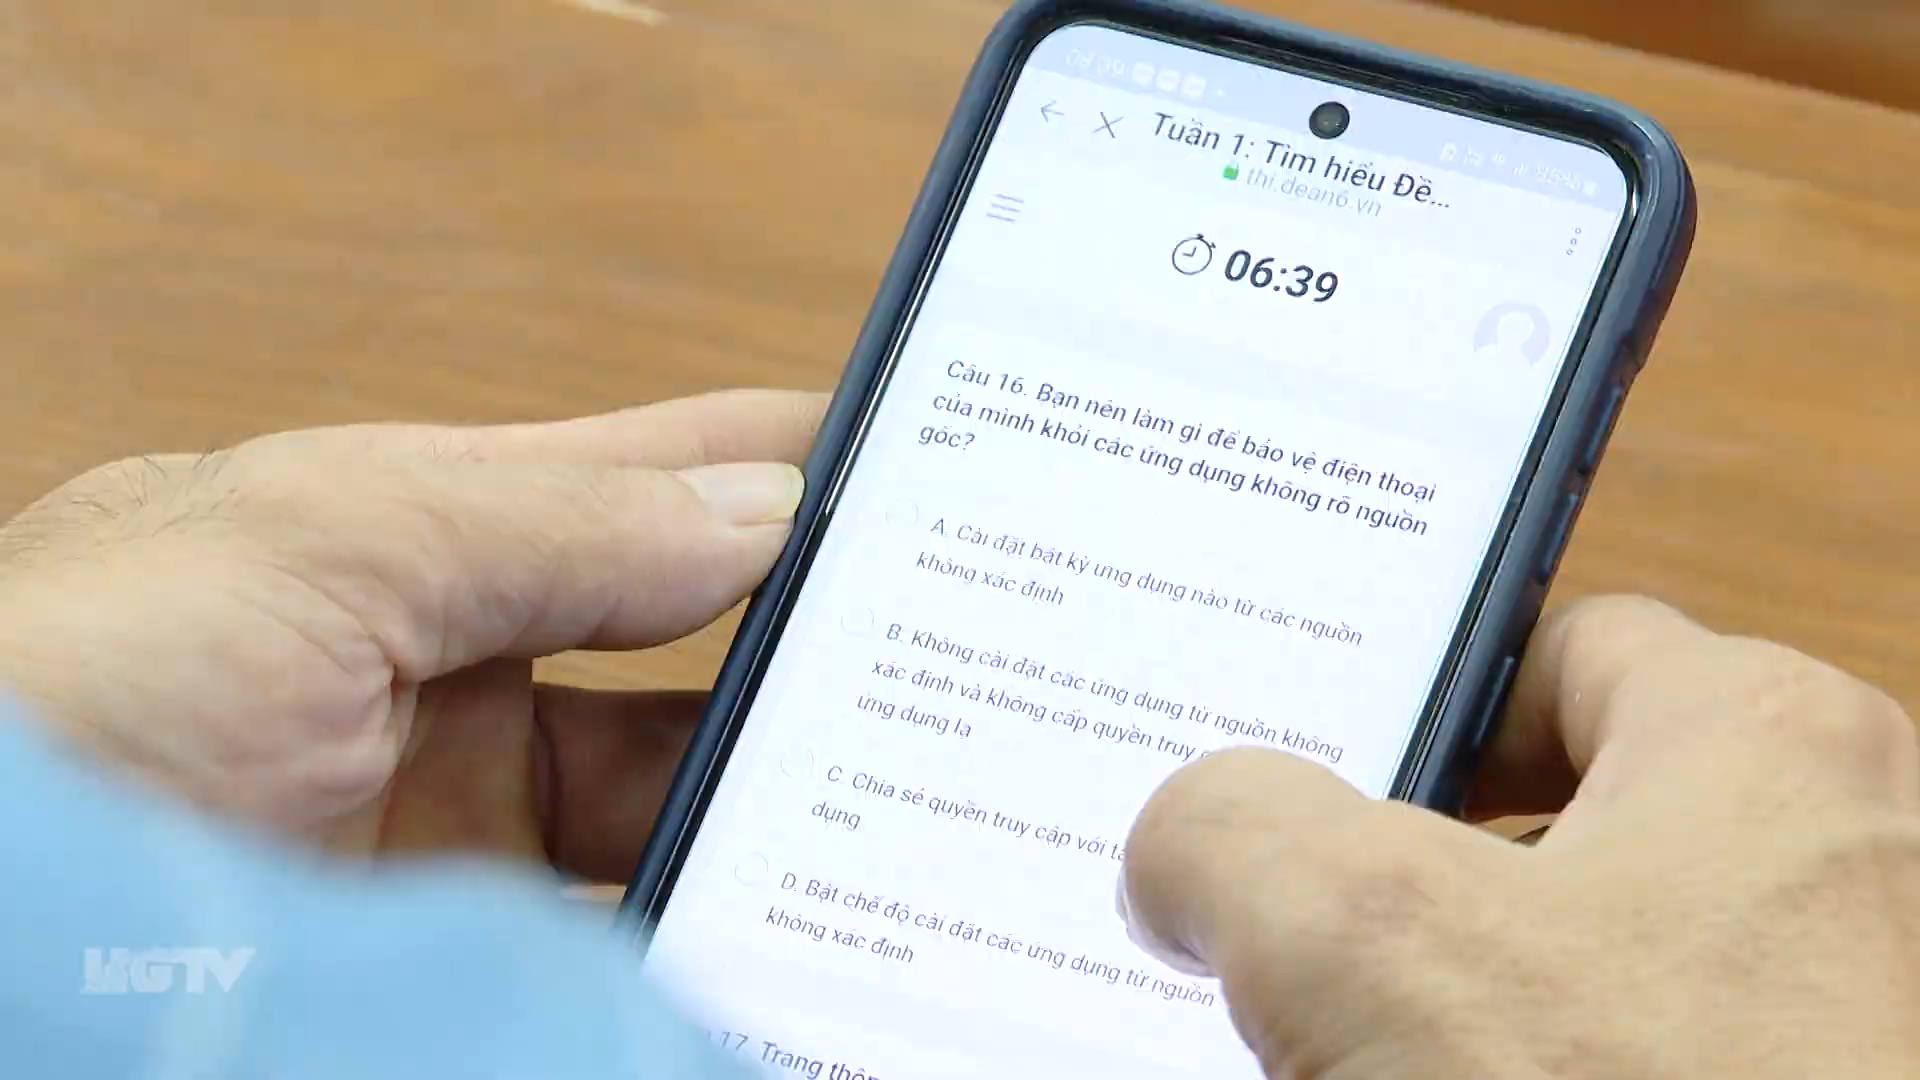 08:39
Tuần 1: Tìm hiểu Đề...
thi.dean6.vn
06:39
Câu 16. Bạn nên làm gì để bảo vệ điện thoại
của mình khỏi các ứng dụng không rõ nguồn
gốc?
A. Cài đặt bất kỳ ứng dụng nào từ các nguồn
không xác định
B. Không cài đặt các ứng dụng từ nguồn không
xác định và không cấp quyền truy
ứng dụng lạ
C. Chia sẻ quyền truy cập với
dụng
D. Bật chế độ cài đặt các ứng dụng từ nguồn
không xác định
17. Trang
HGTV